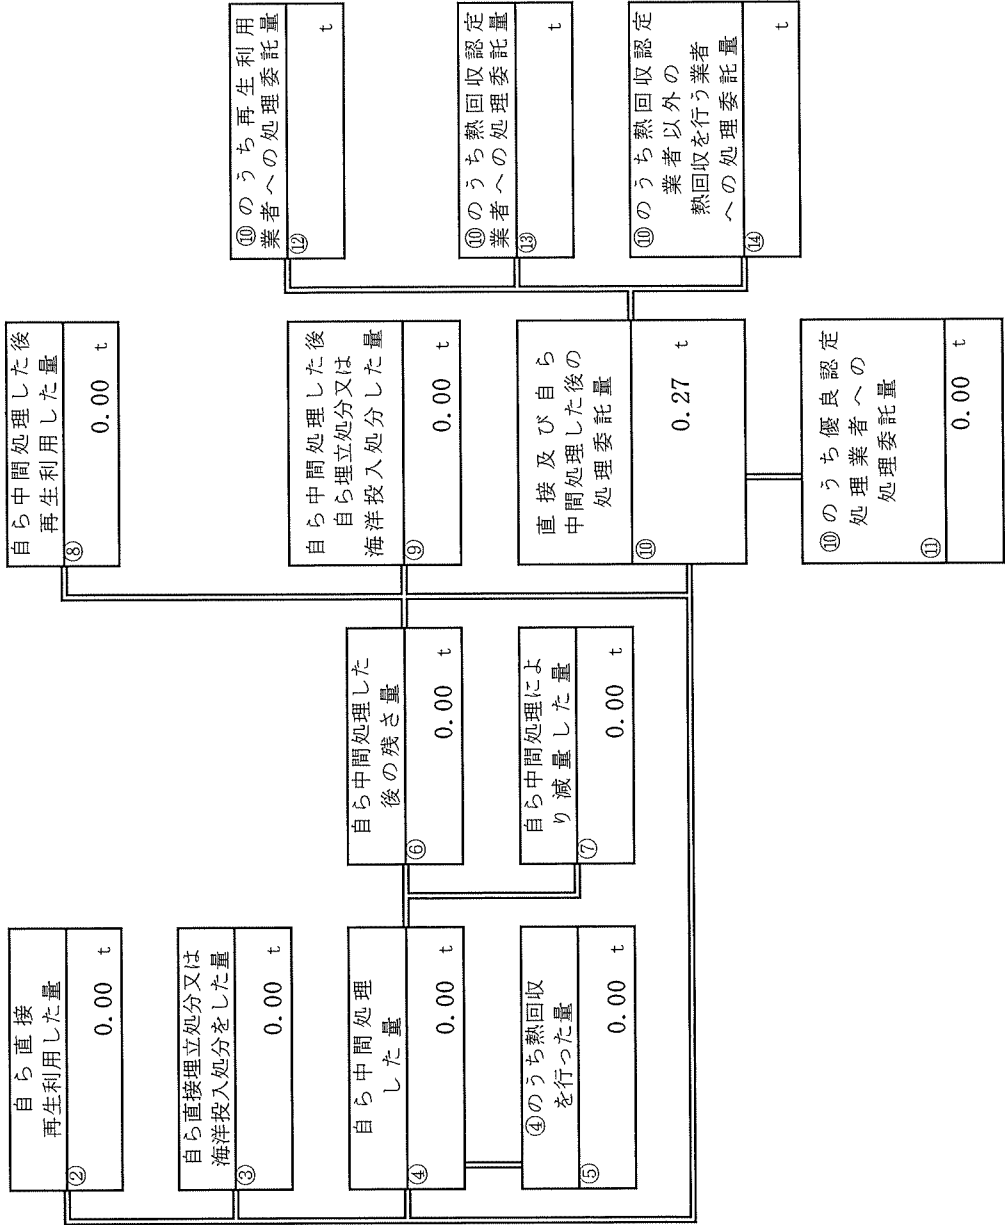 自ら直接
再生利用した量
②
0.00 t
自ら直接埋立処分又は
海洋投入処分をした量
③
0.00 t
自ら中間処理
した量
④
0.00 t
④のうち熱回収
を行った量
⑤
0.00 t
自ら中間処理した
後の残さ量
⑥
0.00 t
自ら中間処理によ
り減量した量
⑦
0.00 t
自ら中間処理した後
再生利用した量
⑧
0.00 t
自ら中間処理した後
自ら埋立処分又は
海洋投入処分した量
⑨
0.00 t
直接及び自ら
中間処理した後の
処理委託量
⑩
0.27 t
⑩のうち優良認定
処理業者への
処理委託量
⑪
0.00 t
⑩のうち再生利用
業者への処理委託量
⑫
t
⑩のうち熱回収認定
業者への処理委託量
⑬
t
⑩のうち熱回収認定
業者以外の
熱回収を行う業者
への処理委託量
⑭
t